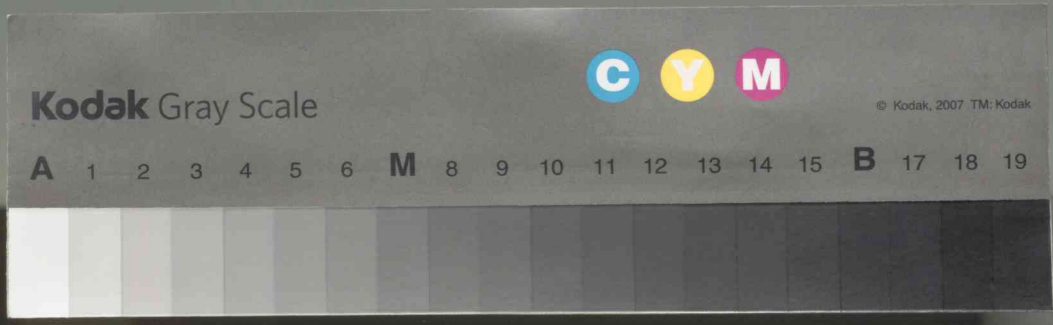 C Y M
Kodak Gray Scale
© Kodak, 2007 TM: Kodak
A 1 2 3 4 5 6 M 8 9 10 11 12 13 14 15 B 17 18 19